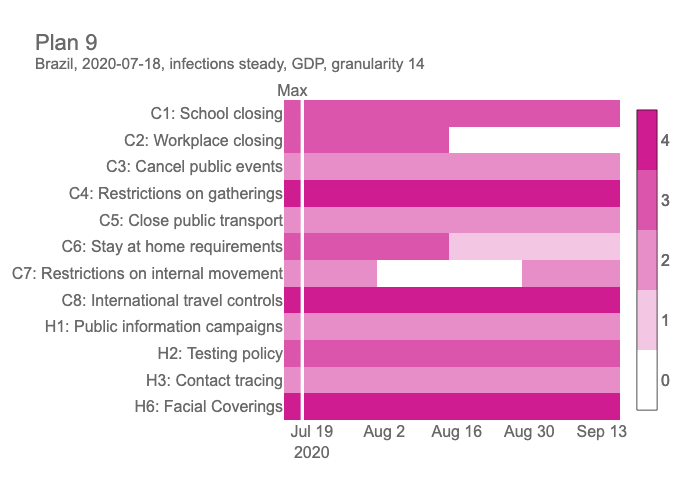 Plan 9
Brazil, 2020-07-18, infections steady, GDP, granularity 14
Max
C1: School closing
C2: Workplace closing
C3: Cancel public events
C4: Restrictions on gatherings
C5: Close public transport
C6: Stay at home requirements
C7: Restrictions on internal movement
C8: International travel controls
H1: Public information campaigns
H2: Testing policy
H3: Contact tracing
H6: Facial Coverings
4
3
2
1
0
Jul 19 Aug 2 Aug 16 Aug 30 Sep 13
2020